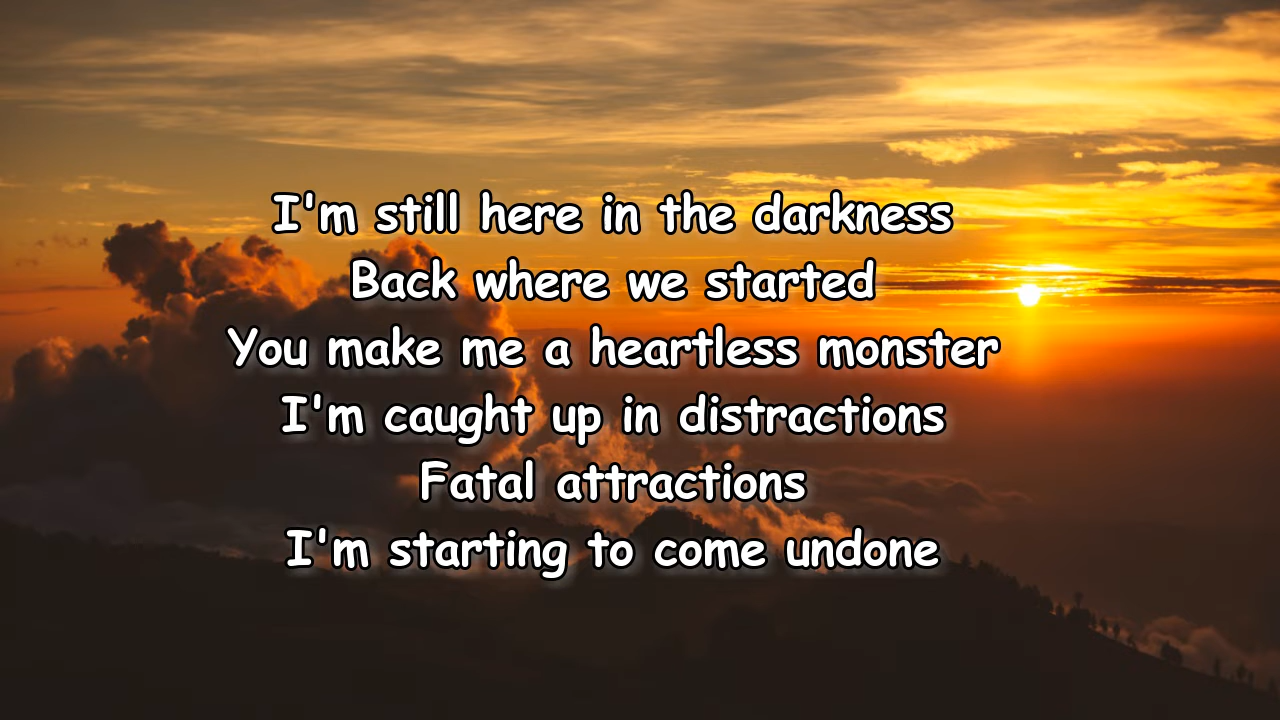 I'm still here in the darkness
Back where we started
You make me a heartless monster
I'm caught up in distractions
Fatal attractions
I'm starting to come undone